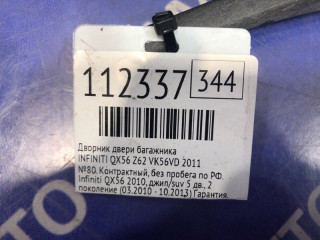 112337 344
Дворник двери багажника
INFINITI QX56 Z62 VK56VD 2011
№80. Контрактный, без пробега по РФ.
Infiniti QX56 2010, джип/suv 5 дв., 2
поколение (03.2010 - 10.2013) Гарантия.